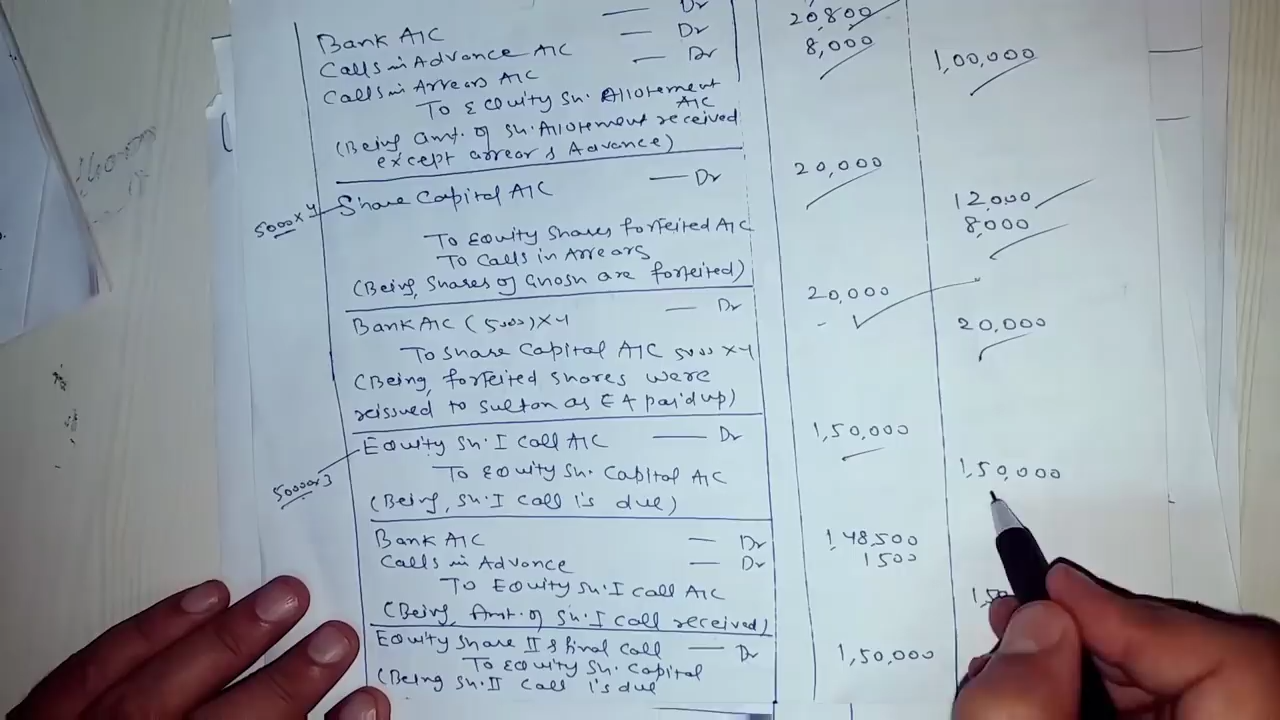 Dr
Bank A/C — Dr 20,800
Calls in Advance A/C — Dr 8,000
Calls in Arrears A/C
To Equity Sh. Allotement A/C 1,00,000
(Being Amt. of Sh. Allotement received
except arrear & Advance)
5000×4 Share Capital A/C — Dr 20,000
To Equity Shares forfeited A/C 12,000
To Calls in Arrears 8,000
(Being, Shares of Ghosh are forfeited)
Bank A/C (5000)×4 — Dr 20,000
To Share Capital A/C 5000×4 20,000
(Being, forfeited shares were
reissued to Sultan as £4 paid up)
50000×3 Equity Sh. I Call A/C — Dr 1,50,000
To Equity Sh. Capital A/C 1,50,000
(Being, Sh. I call is due)
Bank A/C — Dr 1,48,500
Calls in Advance — Dr 1500
To Equity Sh. I call A/C
(Being, Amt. of Sh. I call received)
Equity Share II & final call — Dr 1,50,000
To Equity Sh. Capital
(Being Sh. II call is due